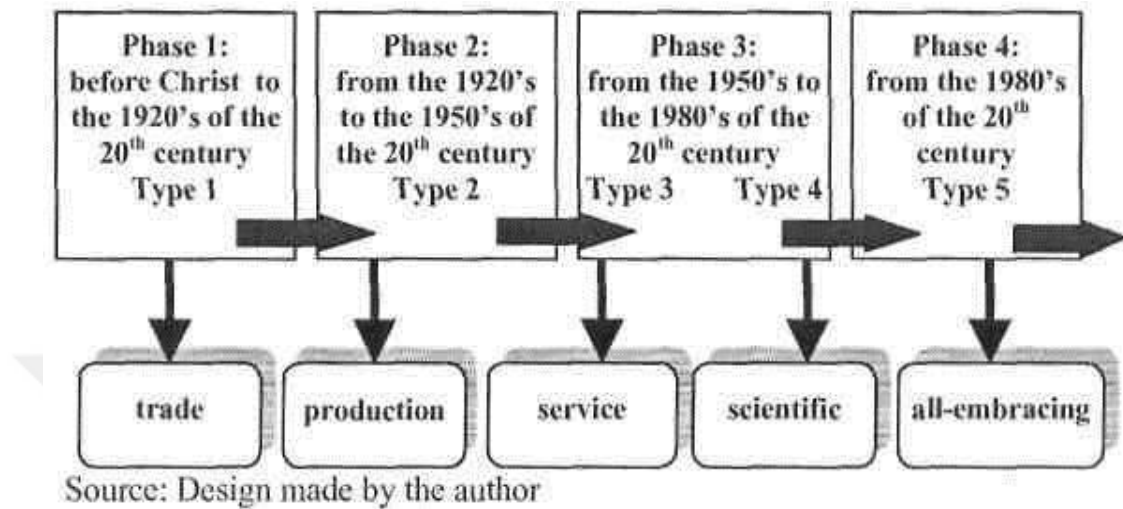 Phase 1:
before Christ to
the 1920's of the
20th century
Type 1
Phase 2:
from the 1920's
to the 1950's of
the 20th century
Type 2
Phase 3:
from the 1950's to
the 1980's of the
20th century
Type 3 Type 4
Phase 4:
from the 1980's
of the 20th
century
Type 5
trade
production
service
scientific
all-embracing
Source: Design made by the author